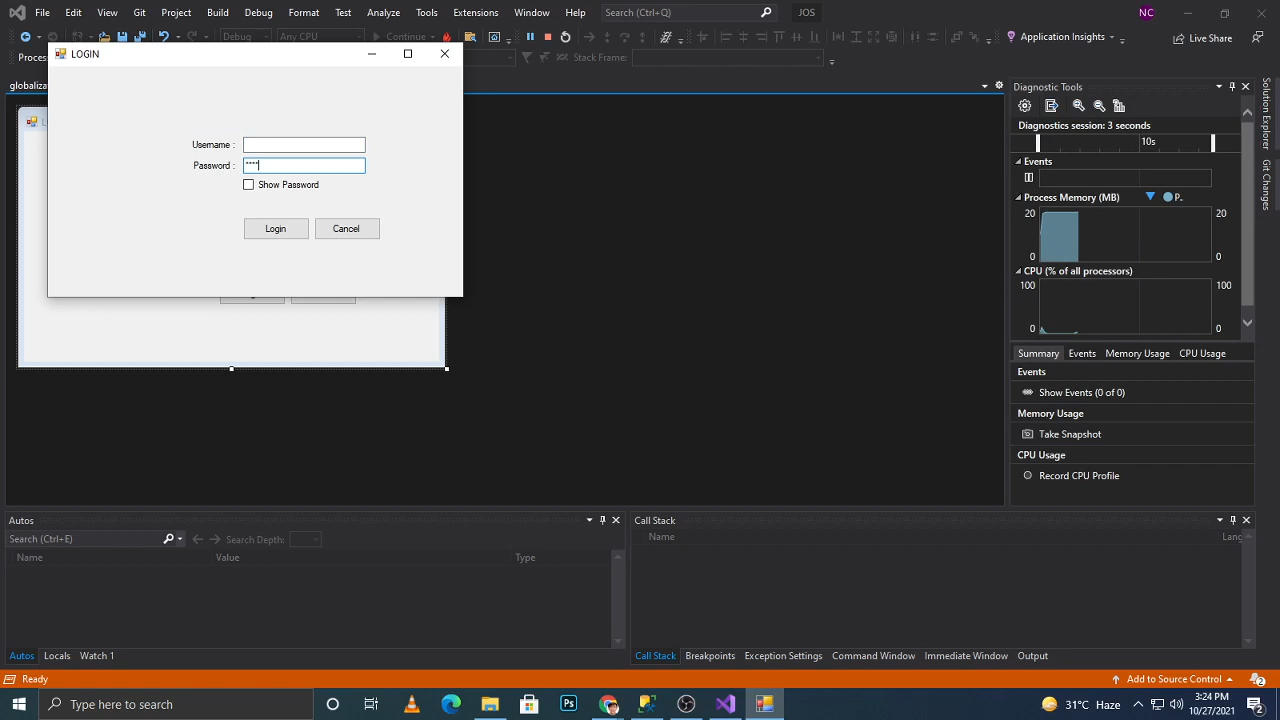 File Edit View Git Project Build Debug Format Test Analyze Tools Extensions Window Help Search (Ctrl+Q) JOS NC
Debug Any CPU Continue Application Insights Live Share
LOGIN
Proces Stack Frame:
globaliza
Username :
Password : ****
Show Password
Login Cancel
Diagnostic Tools
Diagnostics session: 3 seconds
10s
Events
Process Memory (MB) P..
20 20
0 0
CPU (% of all processors)
100 100
0 0
Summary Events Memory Usage CPU Usage
Events
Show Events (0 of 0)
Memory Usage
Take Snapshot
CPU Usage
Record CPU Profile
Solution Explorer
Git Changes
Autos
Search (Ctrl+E) Search Depth:
Name Value Type
Autos Locals Watch 1
Call Stack
Name Lang
Call Stack Breakpoints Exception Settings Command Window Immediate Window Output
Ready Add to Source Control 2
Type here to search
Ps
31°C Haze
3:24 PM
10/27/2021
2